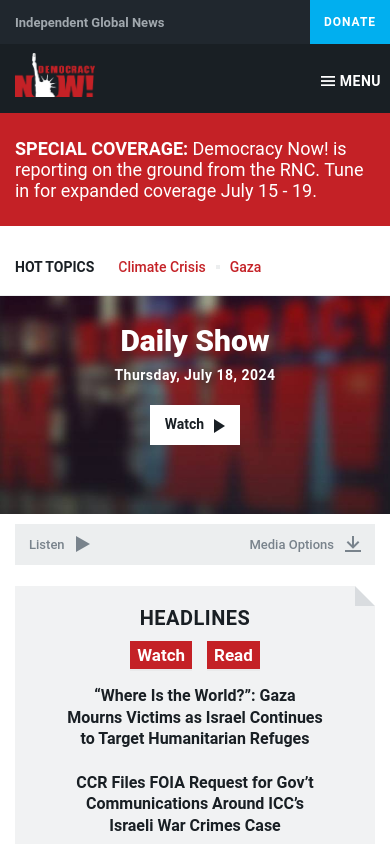 Independent Global News
DONATE
DEMOCRACY
NOW!
MENU
SPECIAL COVERAGE: Democracy Now! is
reporting on the ground from the RNC. Tune
in for expanded coverage July 15 - 19.
HOT TOPICS
Climate Crisis
Gaza
Daily Show
Thursday, July 18, 2024
Watch
Listen
Media Options
HEADLINES
Watch
Read
“Where Is the World?”: Gaza
Mourns Victims as Israel Continues
to Target Humanitarian Refuges
CCR Files FOIA Request for Gov’t
Communications Around ICC’s
Israeli War Crimes Case